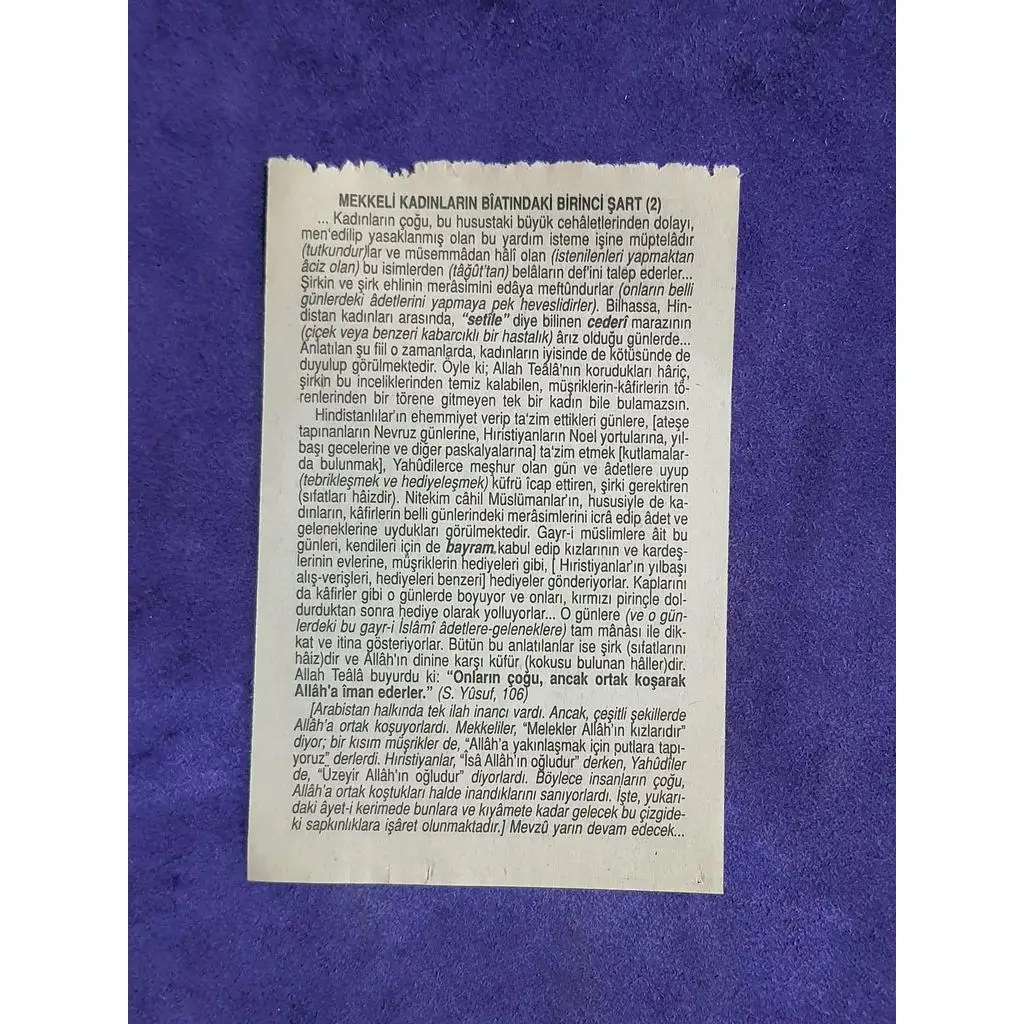 MEKKELİ KADINLARIN BÎATINDAKİ BİRİNCİ ŞART (2)
... Kadınların çoğu, bu husustaki büyük cehâletlerinden dolayı,
men'edilip yasaklanmış olan bu yardım isteme işine müptelâdır
(tutkundur)lar ve müsemmâdan hâlî olan (istenilenleri yapmaktan
âciz olan) bu isimlerden (tâğût'tan) belâların def'ini talep ederler...
Şirkin ve şirk ehlinin merâsimini edâya meftûndurlar (onların belli
günlerdeki âdetlerini yapmaya pek heveslidirler). Bilhassa, Hin-
distan kadınları arasında, "setîle" diye bilinen cederî marazının
(çiçek veya benzeri kabarcıklı bir hastalık) ârız olduğu günlerde...
Anlatılan şu fiil o zamanlarda, kadınların iyisinde de kötüsünde de
duyulup görülmektedir. Öyle ki; Allah Teâlâ'nın korudukları hâriç,
şirkin bu inceliklerinden temiz kalabilen, müşriklerin-kâfirlerin tö-
renlerinden bir törene gitmeyen tek bir kadın bile bulamazsın.
Hindistanlılar'ın ehemmiyet verip ta'zim ettikleri günlere, [ateşe
tapınanların Nevruz günlerine, Hıristiyanların Noel yortularına, yıl-
başı gecelerine ve diğer paskalyalarına] ta'zim etmek [kutlamalar-
da bulunmak], Yahûdilerce meşhur olan gün ve âdetlere uyup
(tebrikleşmek ve hediyeleşmek) küfrü îcap ettiren, şirki gerektiren
(sıfatları hâizdir). Nitekim câhil Müslümanlar'ın, hususiyle de ka-
dınların, kâfirlerin belli günlerindeki merâsimlerini icrâ edip âdet ve
geleneklerine uydukları görülmektedir. Gayr-i müslimlere âit bu
günleri, kendileri için de bayram, kabul edip kızlarının ve kardeş-
lerinin evlerine, müşriklerin hediyeleri gibi, [ Hıristiyanlar'ın yılbaşı
alış-verişleri, hediyeleri benzeri] hediyeler gönderiyorlar. Kaplarını
da kâfirler gibi o günlerde boyuyor ve onları, kırmızı pirinçle dol-
durduktan sonra hediye olarak yolluyorlar... O günlere (ve o gün-
lerdeki bu gayr-i İslâmî âdetlere-geleneklere) tam mânâsı ile dik-
kat ve itina gösteriyorlar. Bütün bu anlatılanlar ise şirk (sıfatlarını
hâiz)dir ve Allâh'ın dinine karşı küfür (kokusu bulunan hâller)dir.
Allah Teâlâ buyurdu ki: "Onların çoğu, ancak ortak koşarak
Allâh'a îman ederler." (S. Yûsuf, 106)
[Arabistan halkında tek ilah inancı vardı. Ancak, çeşitli şekillerde
Allâh'a ortak koşuyorlardı. Mekkeliler, "Melekler Allâh'ın kızlarıdır"
diyor; bir kısım müşrikler de, "Allâh'a yakınlaşmak için putlara tapı-
yoruz" derlerdi. Hıristiyanlar, "Îsâ Allâh'ın oğludur" derken, Yahûdiler
de, "Üzeyir Allâh'ın oğludur" diyorlardı. Böylece insanların çoğu,
Allâh'a ortak koştukları halde inandıklarını sanıyorlardı. İşte, yukarı-
daki âyet-i kerimede bunlara ve kıyâmete kadar gelecek bu çizgide-
ki sapkınlıklara işâret olunmaktadır.] Mevzû yarın devam edecek...